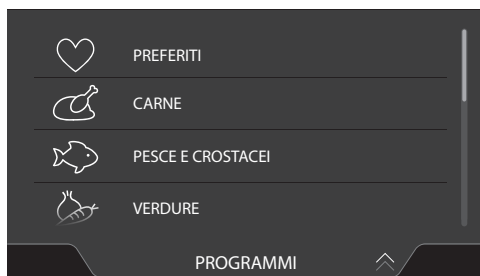 PREFERITI
CARNE
PESCE E CROSTACEI
VERDURE
PROGRAMMI